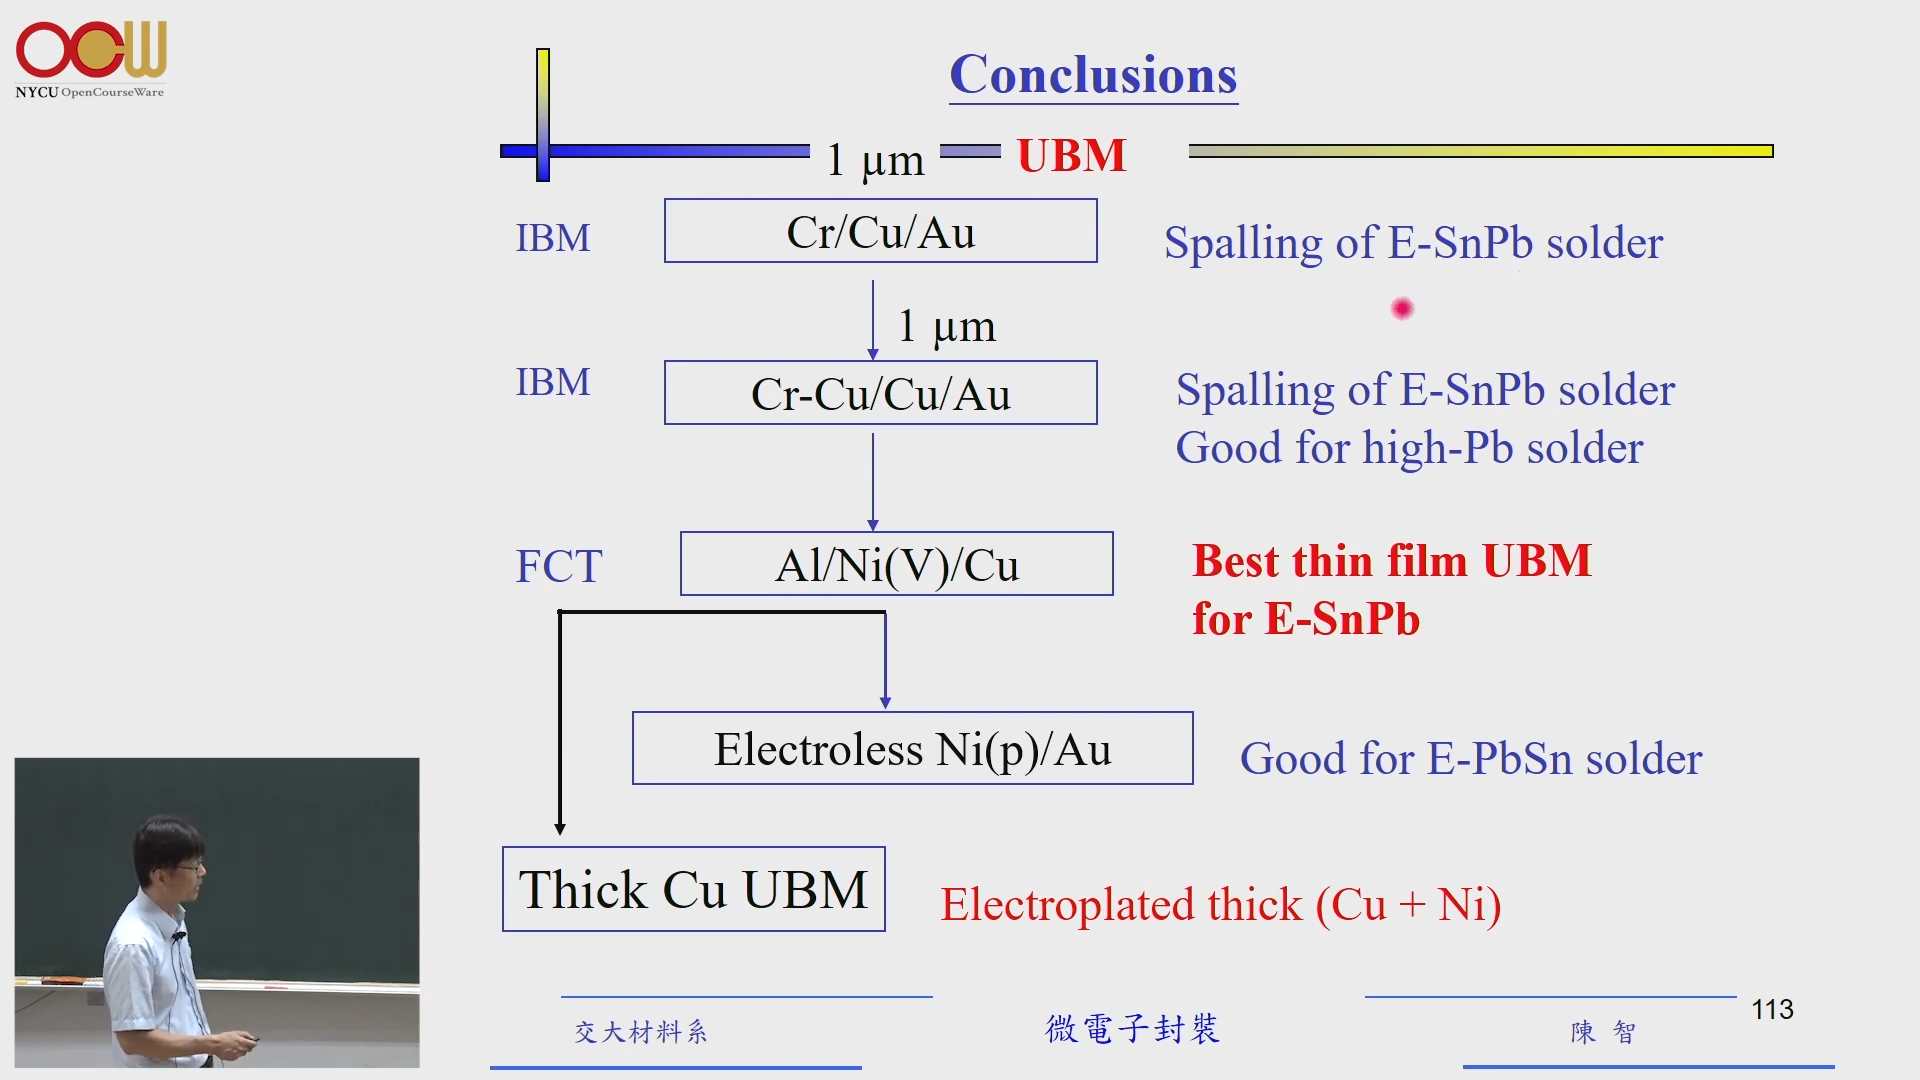 OCW
NYCU OpenCourseWare
Conclusions
1 μm
UBM
IBM
Cr/Cu/Au
Spalling of E-SnPb solder
1 μm
IBM
Cr-Cu/Cu/Au
Spalling of E-SnPb solder
Good for high-Pb solder
FCT
Al/Ni(V)/Cu
Best thin film UBM
for E-SnPb
Electroless Ni(p)/Au
Good for E-PbSn solder
Thick Cu UBM
Electroplated thick (Cu + Ni)
交大材料系
微電子封裝
陳 智
113